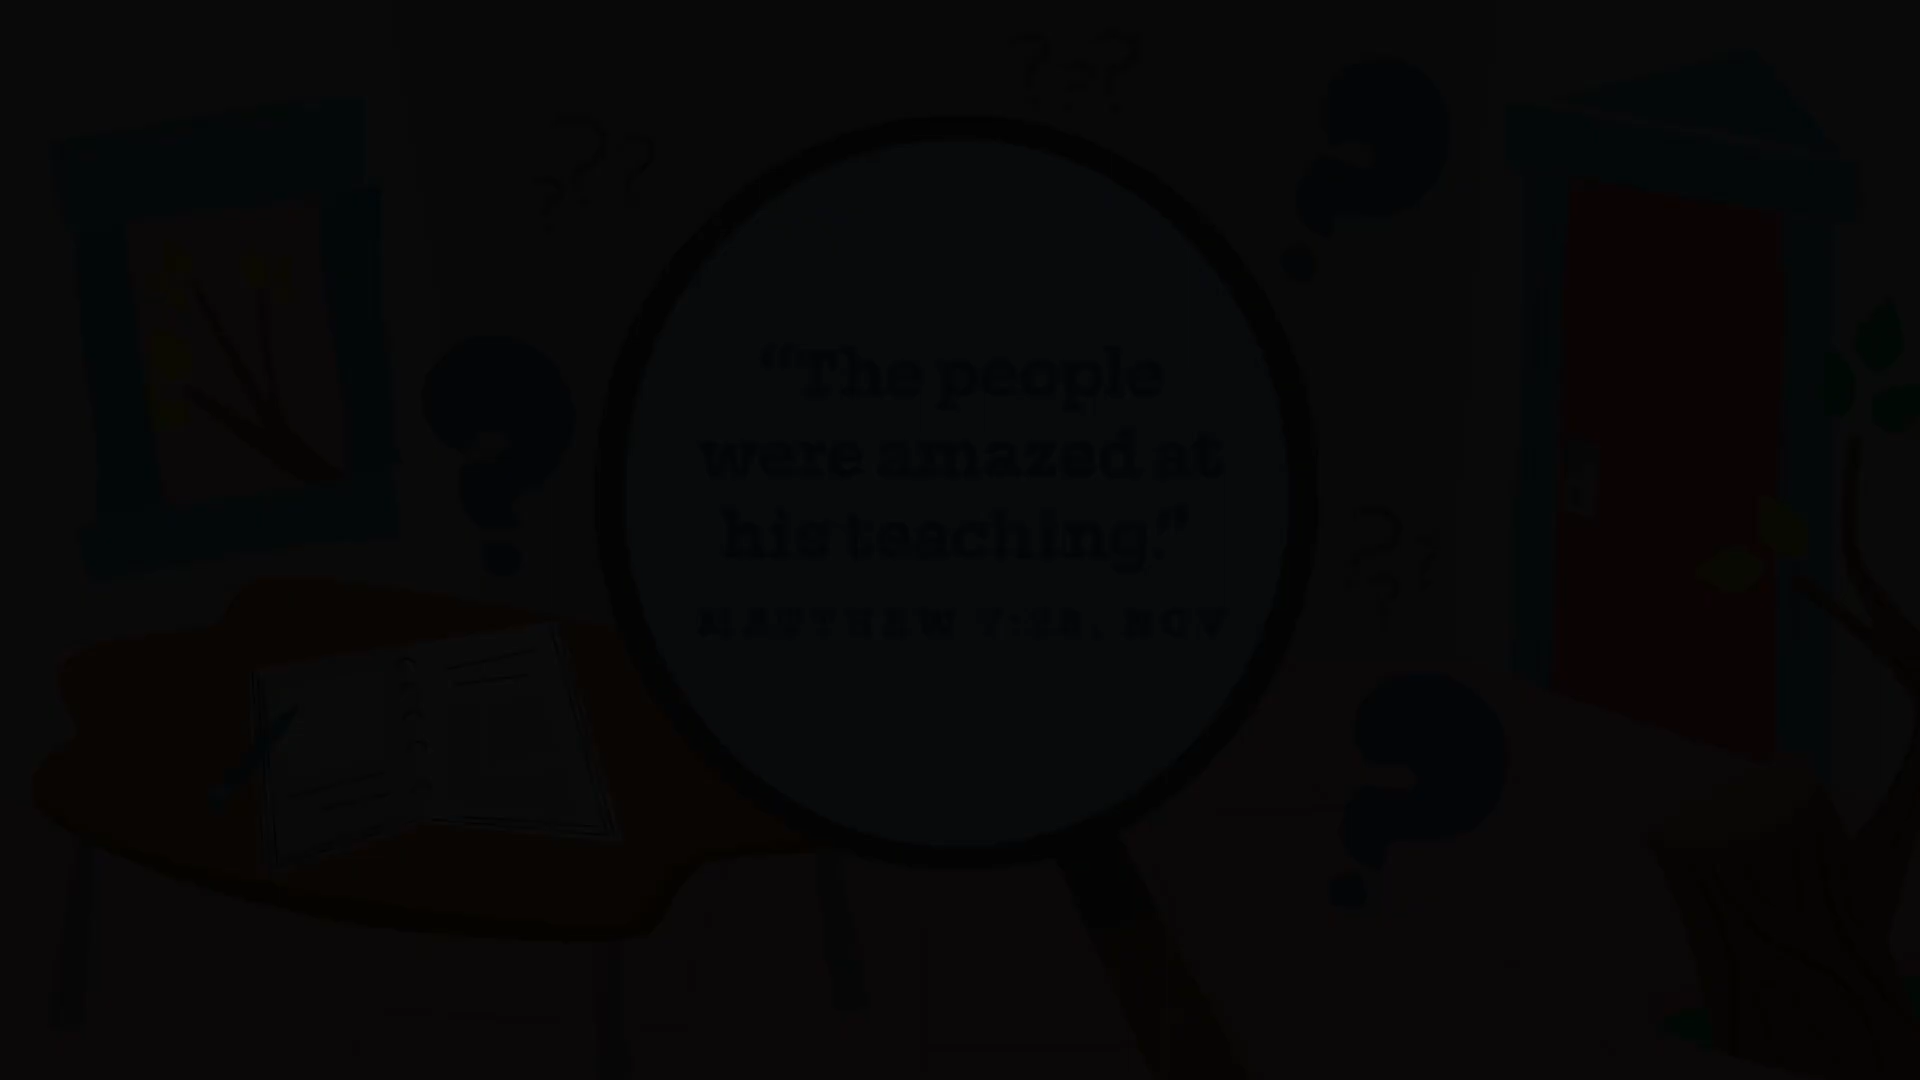 “The people
were amazed at
his teaching.”
MATTHEW 7:28, NCV